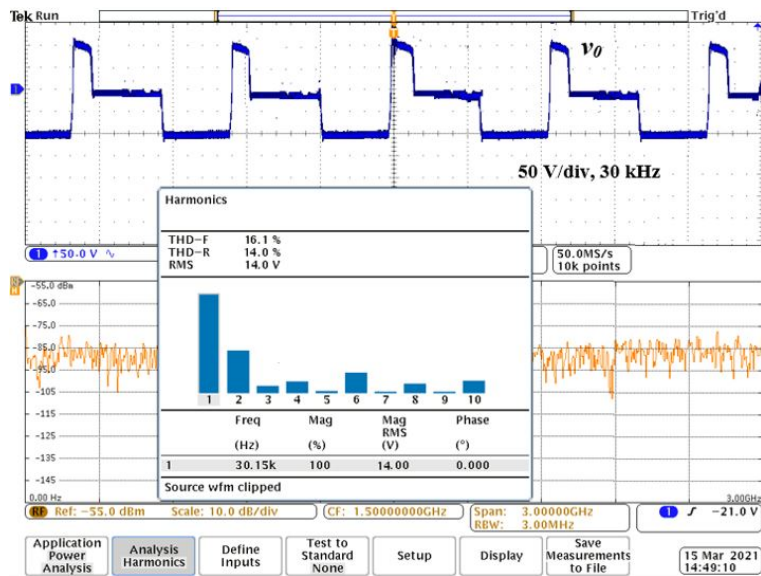 Tek Run Trig'd
v0
50 V/div, 30 kHz
1
Harmonics
THD-F 16.1 %
THD-R 14.0 %
RMS 14.0 V
1 ↑50.0 V ∿
50.0MS/s
10k points
-55.0 dBm
-65.0
-75.0
-85.0
-95.0
-105
-115
-125
-135
-145
0.00 Hz
3.00GHz
1 2 3 4 5 6 7 8 9 10
Freq Mag Mag RMS Phase
(Hz) (%) (V) (°)
1 30.15k 100 14.00 0.000
Source wfm clipped
RF Ref: -55.0 dBm Scale: 10.0 dB/div
CF: 1.50000000GHz
Span: 3.00000GHz
RBW: 3.00MHz
1 -21.0 V
Application Power Analysis
Analysis Harmonics
Define Inputs
Test to Standard None
Setup
Display
Save Measurements to File
15 Mar 2021
14:49:10